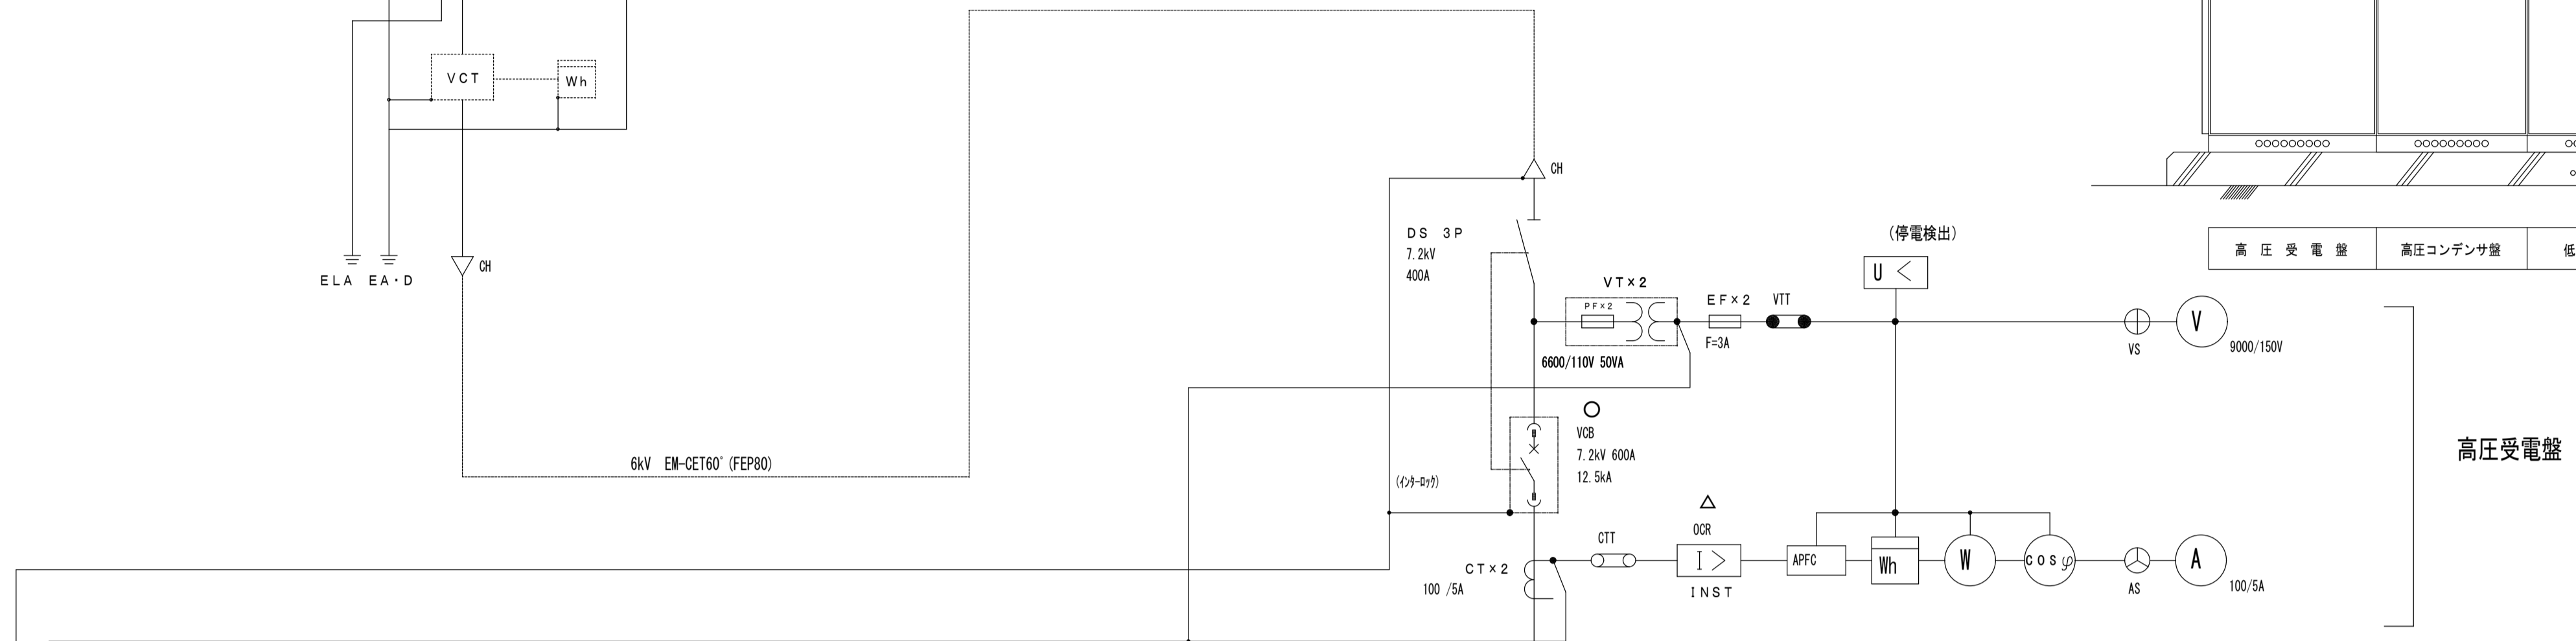 VCT
Wh
ELA EA・D
CH
6kV EM-CET60°(FEP80)
CH
DS 3P
7.2kV
400A
(ｲﾝﾀｰﾛｯｸ)
VT×2
PF×2
6600/110V 50VA
EF×2
F=3A
VTT
(停電検出)
U <
VS
V
9000/150V
VCB
7.2kV 600A
12.5kA
CT×2
100 /5A
CTT
OCR
I >
INST
APFC
Wh
W
COSφ
AS
A
100/5A
高圧受電盤
高圧コンデンサ盤
低
高圧受電盤